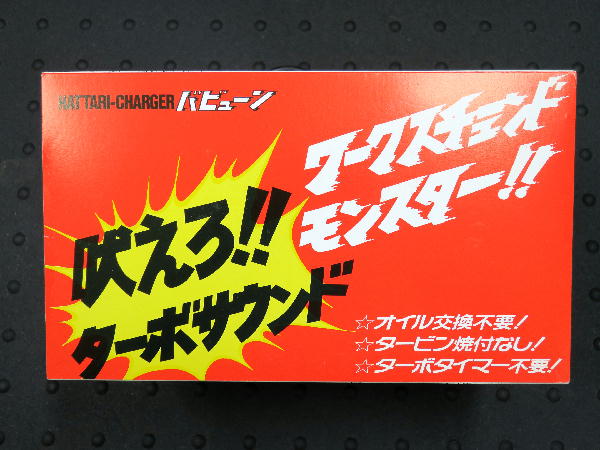 HATTARI-CHARGER バビューン
ワークスチューンド
モンスター!!
吠えろ!!
ターボサウンド
☆オイル交換不要!
☆タービン焼付なし!
☆ターボタイマー不要!